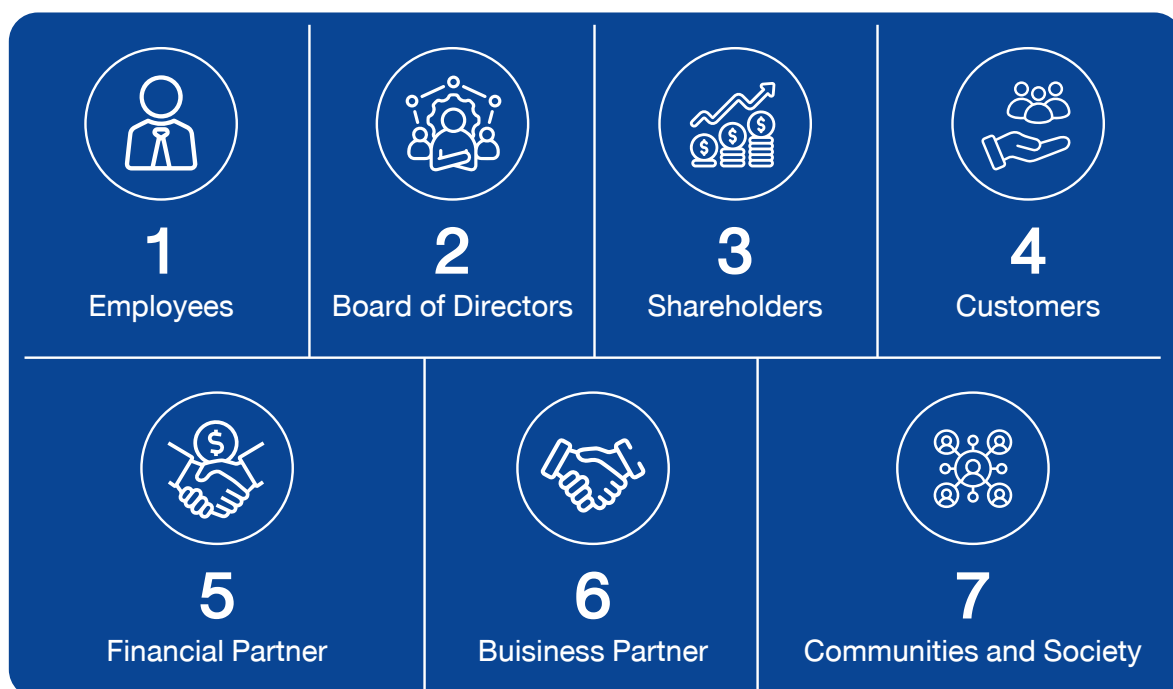 1
Employees
2
Board of Directors
3
Shareholders
4
Customers
5
Financial Partner
6
Buisiness Partner
7
Communities and Society